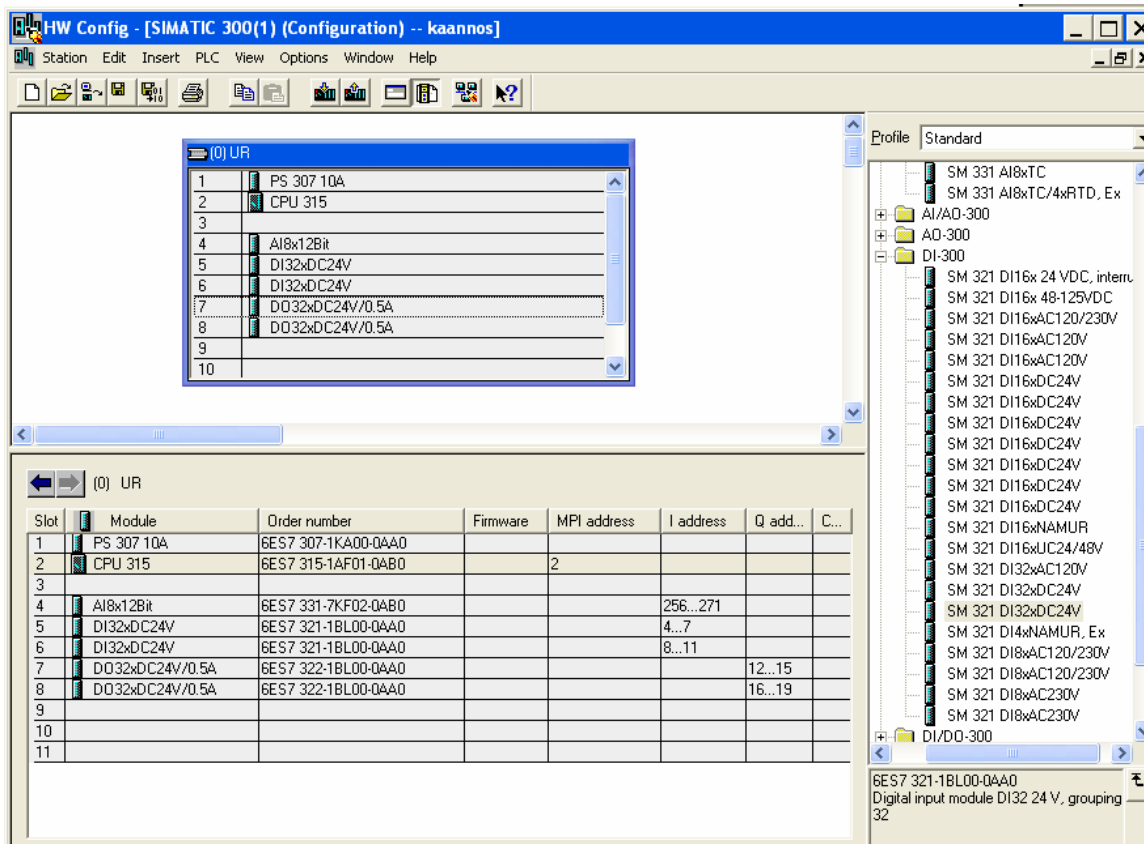 HW Config - [SIMATIC 300(1) (Configuration) -- kaannos]
Station Edit Insert PLC View Options Window Help
(0) UR
1 PS 307 10A
2 CPU 315
3
4 AI8x12Bit
5 DI32xDC24V
6 DI32xDC24V
7 DO32xDC24V/0.5A
8 DO32xDC24V/0.5A
9
10
(0) UR
Slot Module Order number Firmware MPI address I address Q add... C...
1 PS 307 10A 6ES7 307-1KA00-0AA0
2 CPU 315 6ES7 315-1AF01-0AB0 2
3
4 AI8x12Bit 6ES7 331-7KF02-0AB0 256...271
5 DI32xDC24V 6ES7 321-1BL00-0AA0 4...7
6 DI32xDC24V 6ES7 321-1BL00-0AA0 8...11
7 DO32xDC24V/0.5A 6ES7 322-1BL00-0AA0 12...15
8 DO32xDC24V/0.5A 6ES7 322-1BL00-0AA0 16...19
9
10
11
Profile Standard
SM 331 AI8xTC
SM 331 AI8xTC/4xRTD, Ex
AI/AO-300
AO-300
DI-300
SM 321 DI16x 24 VDC, interru
SM 321 DI16x 48-125VDC
SM 321 DI16xAC120/230V
SM 321 DI16xAC120V
SM 321 DI16xAC120V
SM 321 DI16xDC24V
SM 321 DI16xDC24V
SM 321 DI16xDC24V
SM 321 DI16xDC24V
SM 321 DI16xDC24V
SM 321 DI16xDC24V
SM 321 DI16xDC24V
SM 321 DI16xNAMUR
SM 321 DI16xUC24/48V
SM 321 DI32xAC120V
SM 321 DI32xDC24V
SM 321 DI32xDC24V
SM 321 DI4xNAMUR, Ex
SM 321 DI8xAC120/230V
SM 321 DI8xAC120/230V
SM 321 DI8xAC230V
SM 321 DI8xAC230V
DI/DO-300
6ES7 321-1BL00-0AA0
Digital input module DI32 24 V, grouping
32